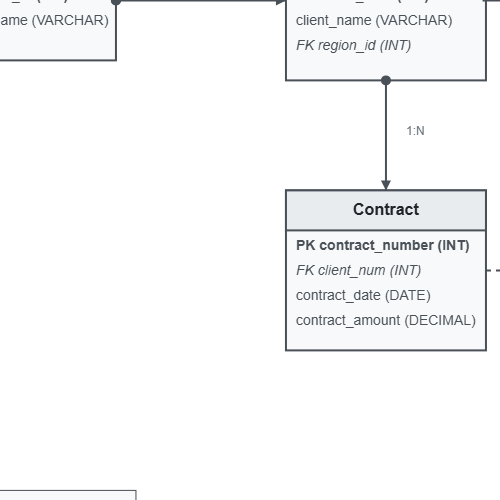 ame (VARCHAR)
client_name (VARCHAR)
FK region_id (INT)
1:N
Contract
PK contract_number (INT)
FK client_num (INT)
contract_date (DATE)
contract_amount (DECIMAL)